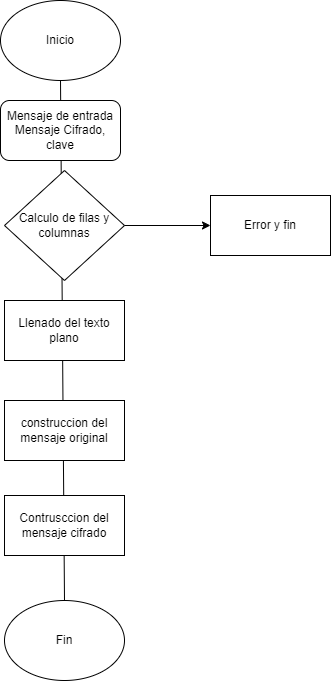 Inicio
Mensaje de entrada
Mensaje Cifrado,
clave
Calculo de filas y
columnas
Error y fin
Llenado del texto
plano
construccion del
mensaje original
Contrusccion del
mensaje cifrado
Fin